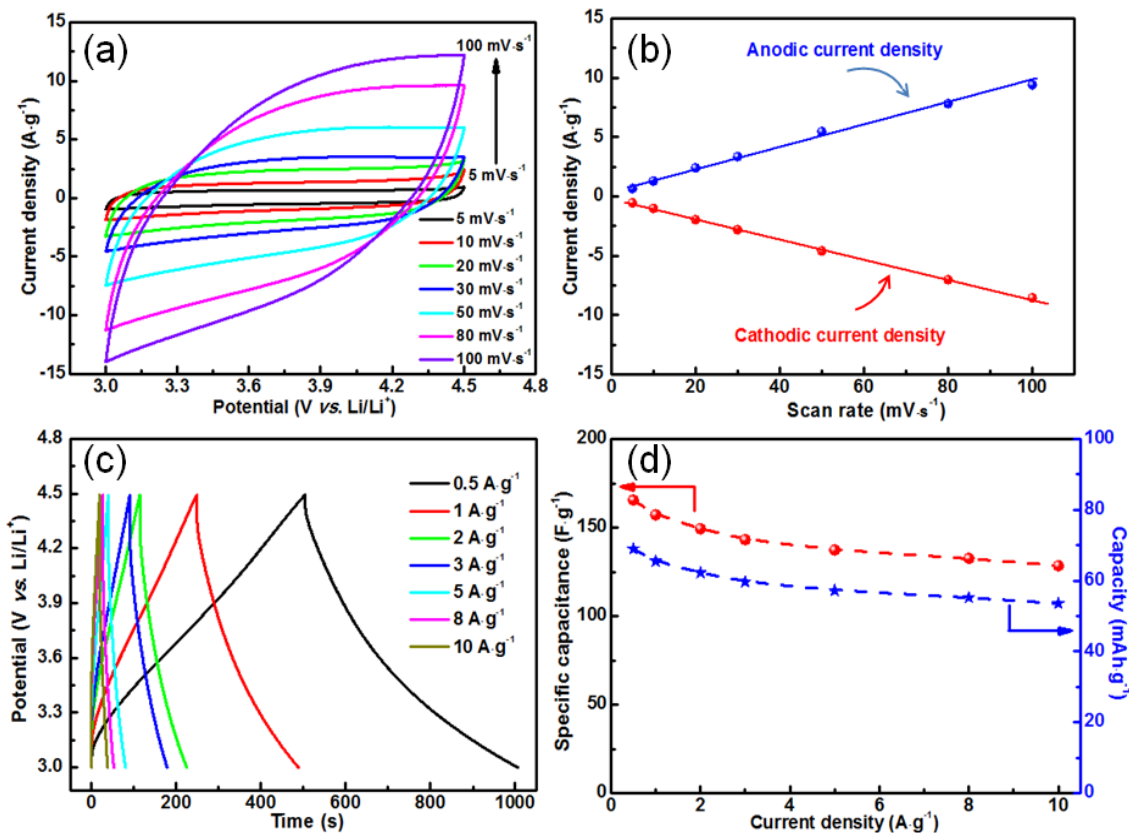 (a)
100 mV·s⁻¹
5 mV·s⁻¹
5 mV·s⁻¹
10 mV·s⁻¹
20 mV·s⁻¹
30 mV·s⁻¹
50 mV·s⁻¹
80 mV·s⁻¹
100 mV·s⁻¹
15
10
5
0
-5
-10
-15
Current density (A·g⁻¹)
3.0 3.3 3.6 3.9 4.2 4.5 4.8
Potential (V vs. Li/Li⁺)
(b)
Anodic current density
Cathodic current density
15
10
5
0
-5
-10
-15
Current density (A·g⁻¹)
0 20 40 60 80 100
Scan rate (mV·s⁻¹)
(c)
0.5 A·g⁻¹
1 A·g⁻¹
2 A·g⁻¹
3 A·g⁻¹
5 A·g⁻¹
8 A·g⁻¹
10 A·g⁻¹
4.8
4.5
4.2
3.9
3.6
3.3
3.0
Potential (V vs. Li/Li⁺)
0 200 400 600 800 1000
Time (s)
(d)
200
150
100
50
0
Specific capacitance (F·g⁻¹)
100
80
60
40
20
0
Capacity (mAh·g⁻¹)
0 2 4 6 8 10
Current density (A·g⁻¹)